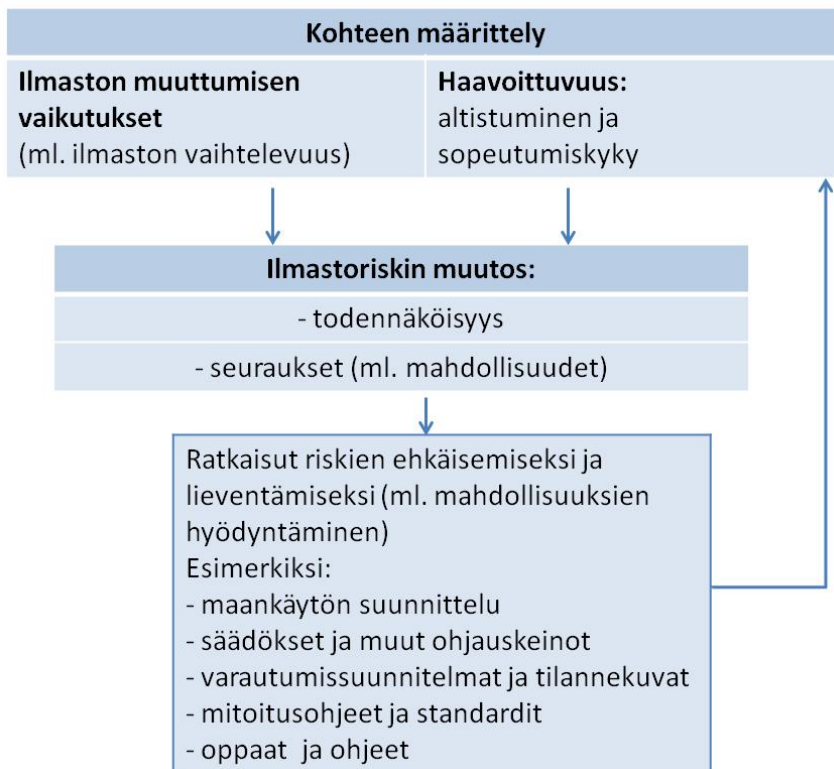 Kohteen määrittely
Ilmaston muuttumisen
vaikutukset
(ml. ilmaston vaihtelevuus)
Haavoittuvuus:
altistuminen ja
sopeutumiskyky
Ilmastoriskin muutos:
- todennäköisyys
- seuraukset (ml. mahdollisuudet)
Ratkaisut riskien ehkäisemiseksi ja
lieventämiseksi (ml. mahdollisuuksien
hyödyntäminen)
Esimerkiksi:
- maankäytön suunnittelu
- säädökset ja muut ohjauskeinot
- varautumissuunnitelmat ja tilannekuvat
- mitoitusohjeet ja standardit
- oppaat ja ohjeet